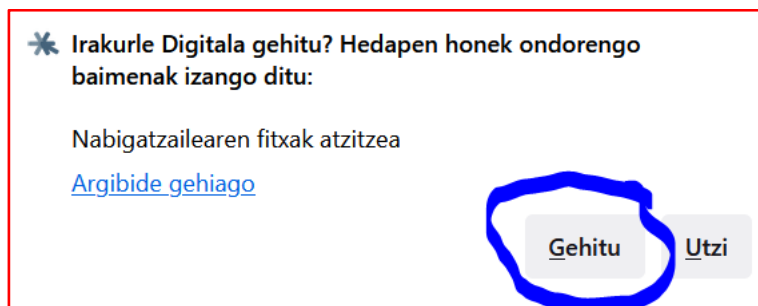 Irakurle Digitala gehitu? Hedapen honek ondorengo
baimenak izango ditu:
Nabigatzailearen fitxak atzitzea
Argibide gehiago
Gehitu Utzi